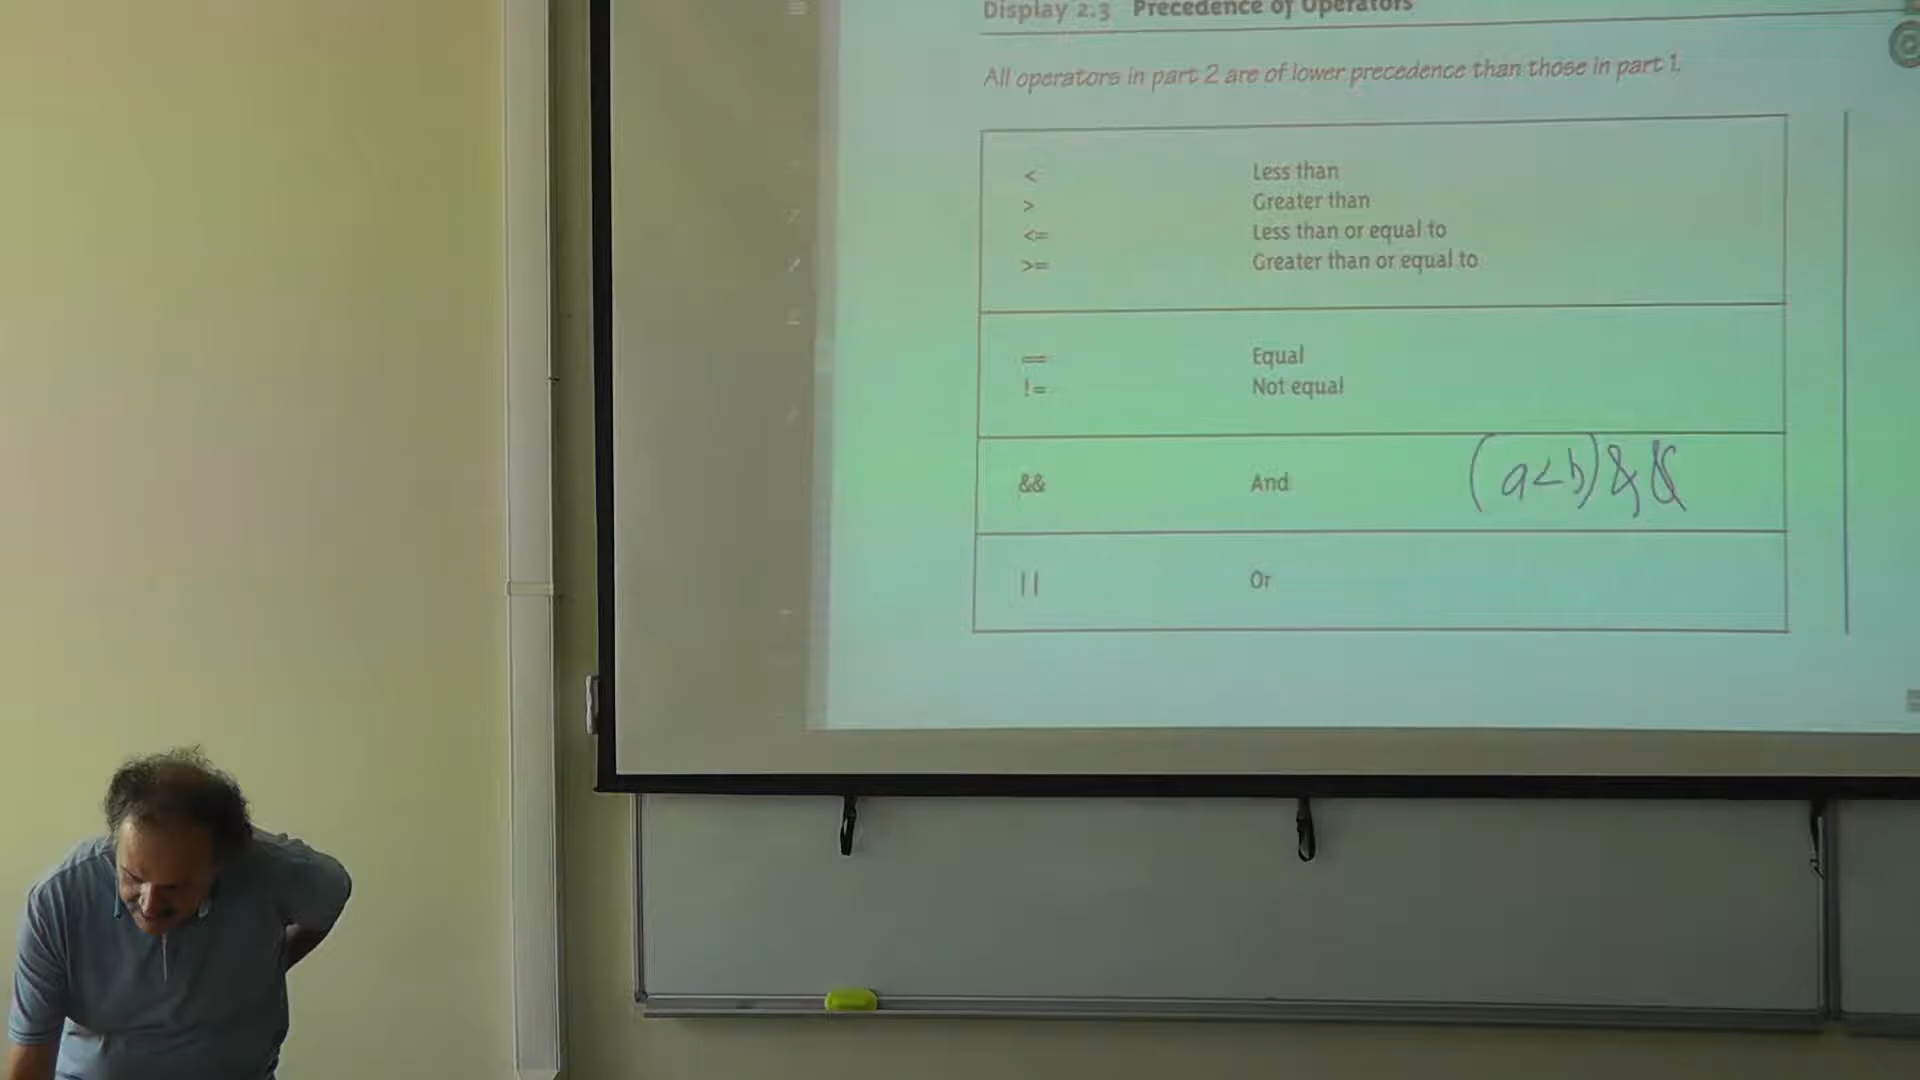 Display 2.3 Precedence of Operators
All operators in part 2 are of lower precedence than those in part 1.
< Less than
> Greater than
<= Less than or equal to
>= Greater than or equal to
== Equal
!= Not equal
&& And (a<b)&&
|| Or